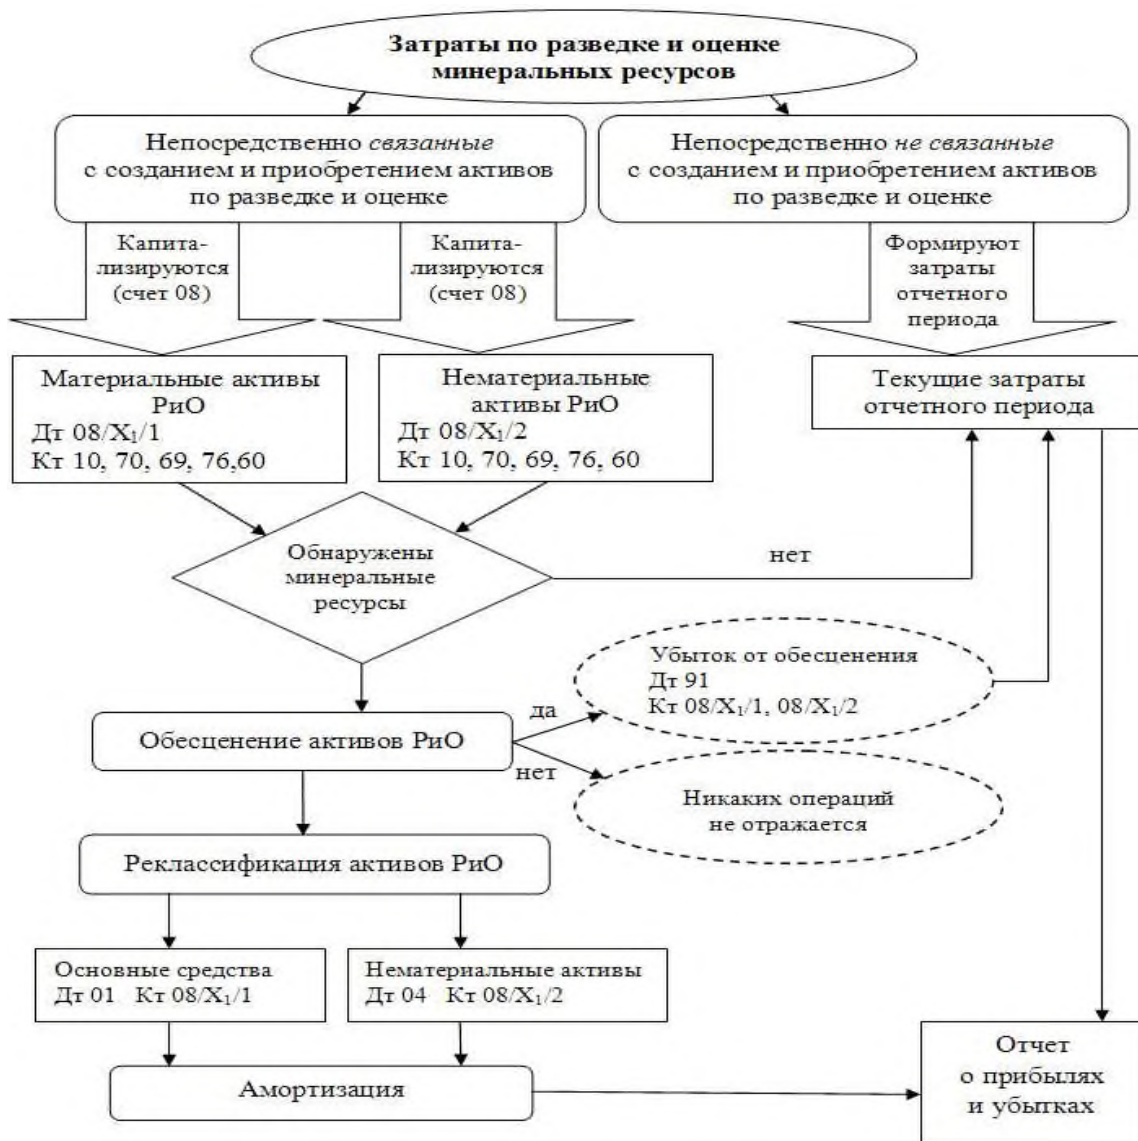 Затраты по разведке и оценке
минеральных ресурсов
Непосредственно связанные
с созданием и приобретением активов
по разведке и оценке
Непосредственно не связанные
с созданием и приобретением активов
по разведке и оценке
Капита-
лизируются
(счет 08)
Капита-
лизируются
(счет 08)
Формируют
затраты
отчетного
периода
Материальные активы
РиО
Дт 08/X₁/1
Кт 10, 70, 69, 76,60
Нематериальные
активы РиО
Дт 08/X₁/2
Кт 10, 70, 69, 76, 60
Текущие затраты
отчетного периода
Обнаружены
минеральные
ресурсы
нет
Убыток от обесценения
Дт 91
Кт 08/X₁/1, 08/X₁/2
Обесценение активов РиО
да
нет
Никаких операций
не отражается
Реклассификация активов РиО
Основные средства
Дт 01 Кт 08/X₁/1
Нематериальные активы
Дт 04 Кт 08/X₁/2
Амортизация
Отчет
о прибылях
и убытках